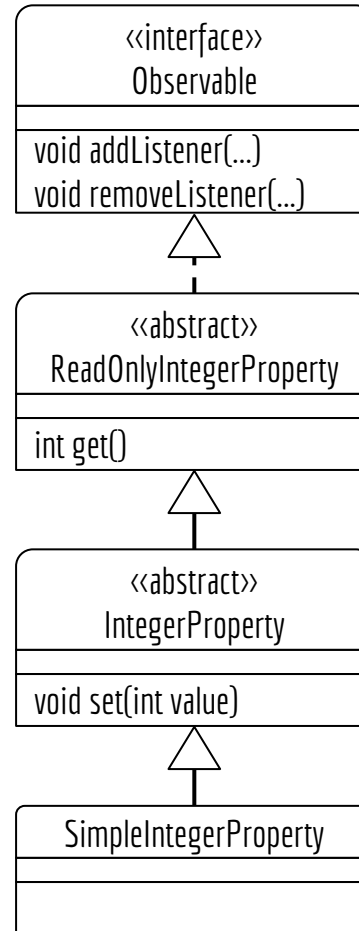 ‹‹interface››
Observable
void addListener(...)
void removeListener(...)
‹‹abstract››
ReadOnlyIntegerProperty
int get()
‹‹abstract››
IntegerProperty
void set(int value)
SimpleIntegerProperty